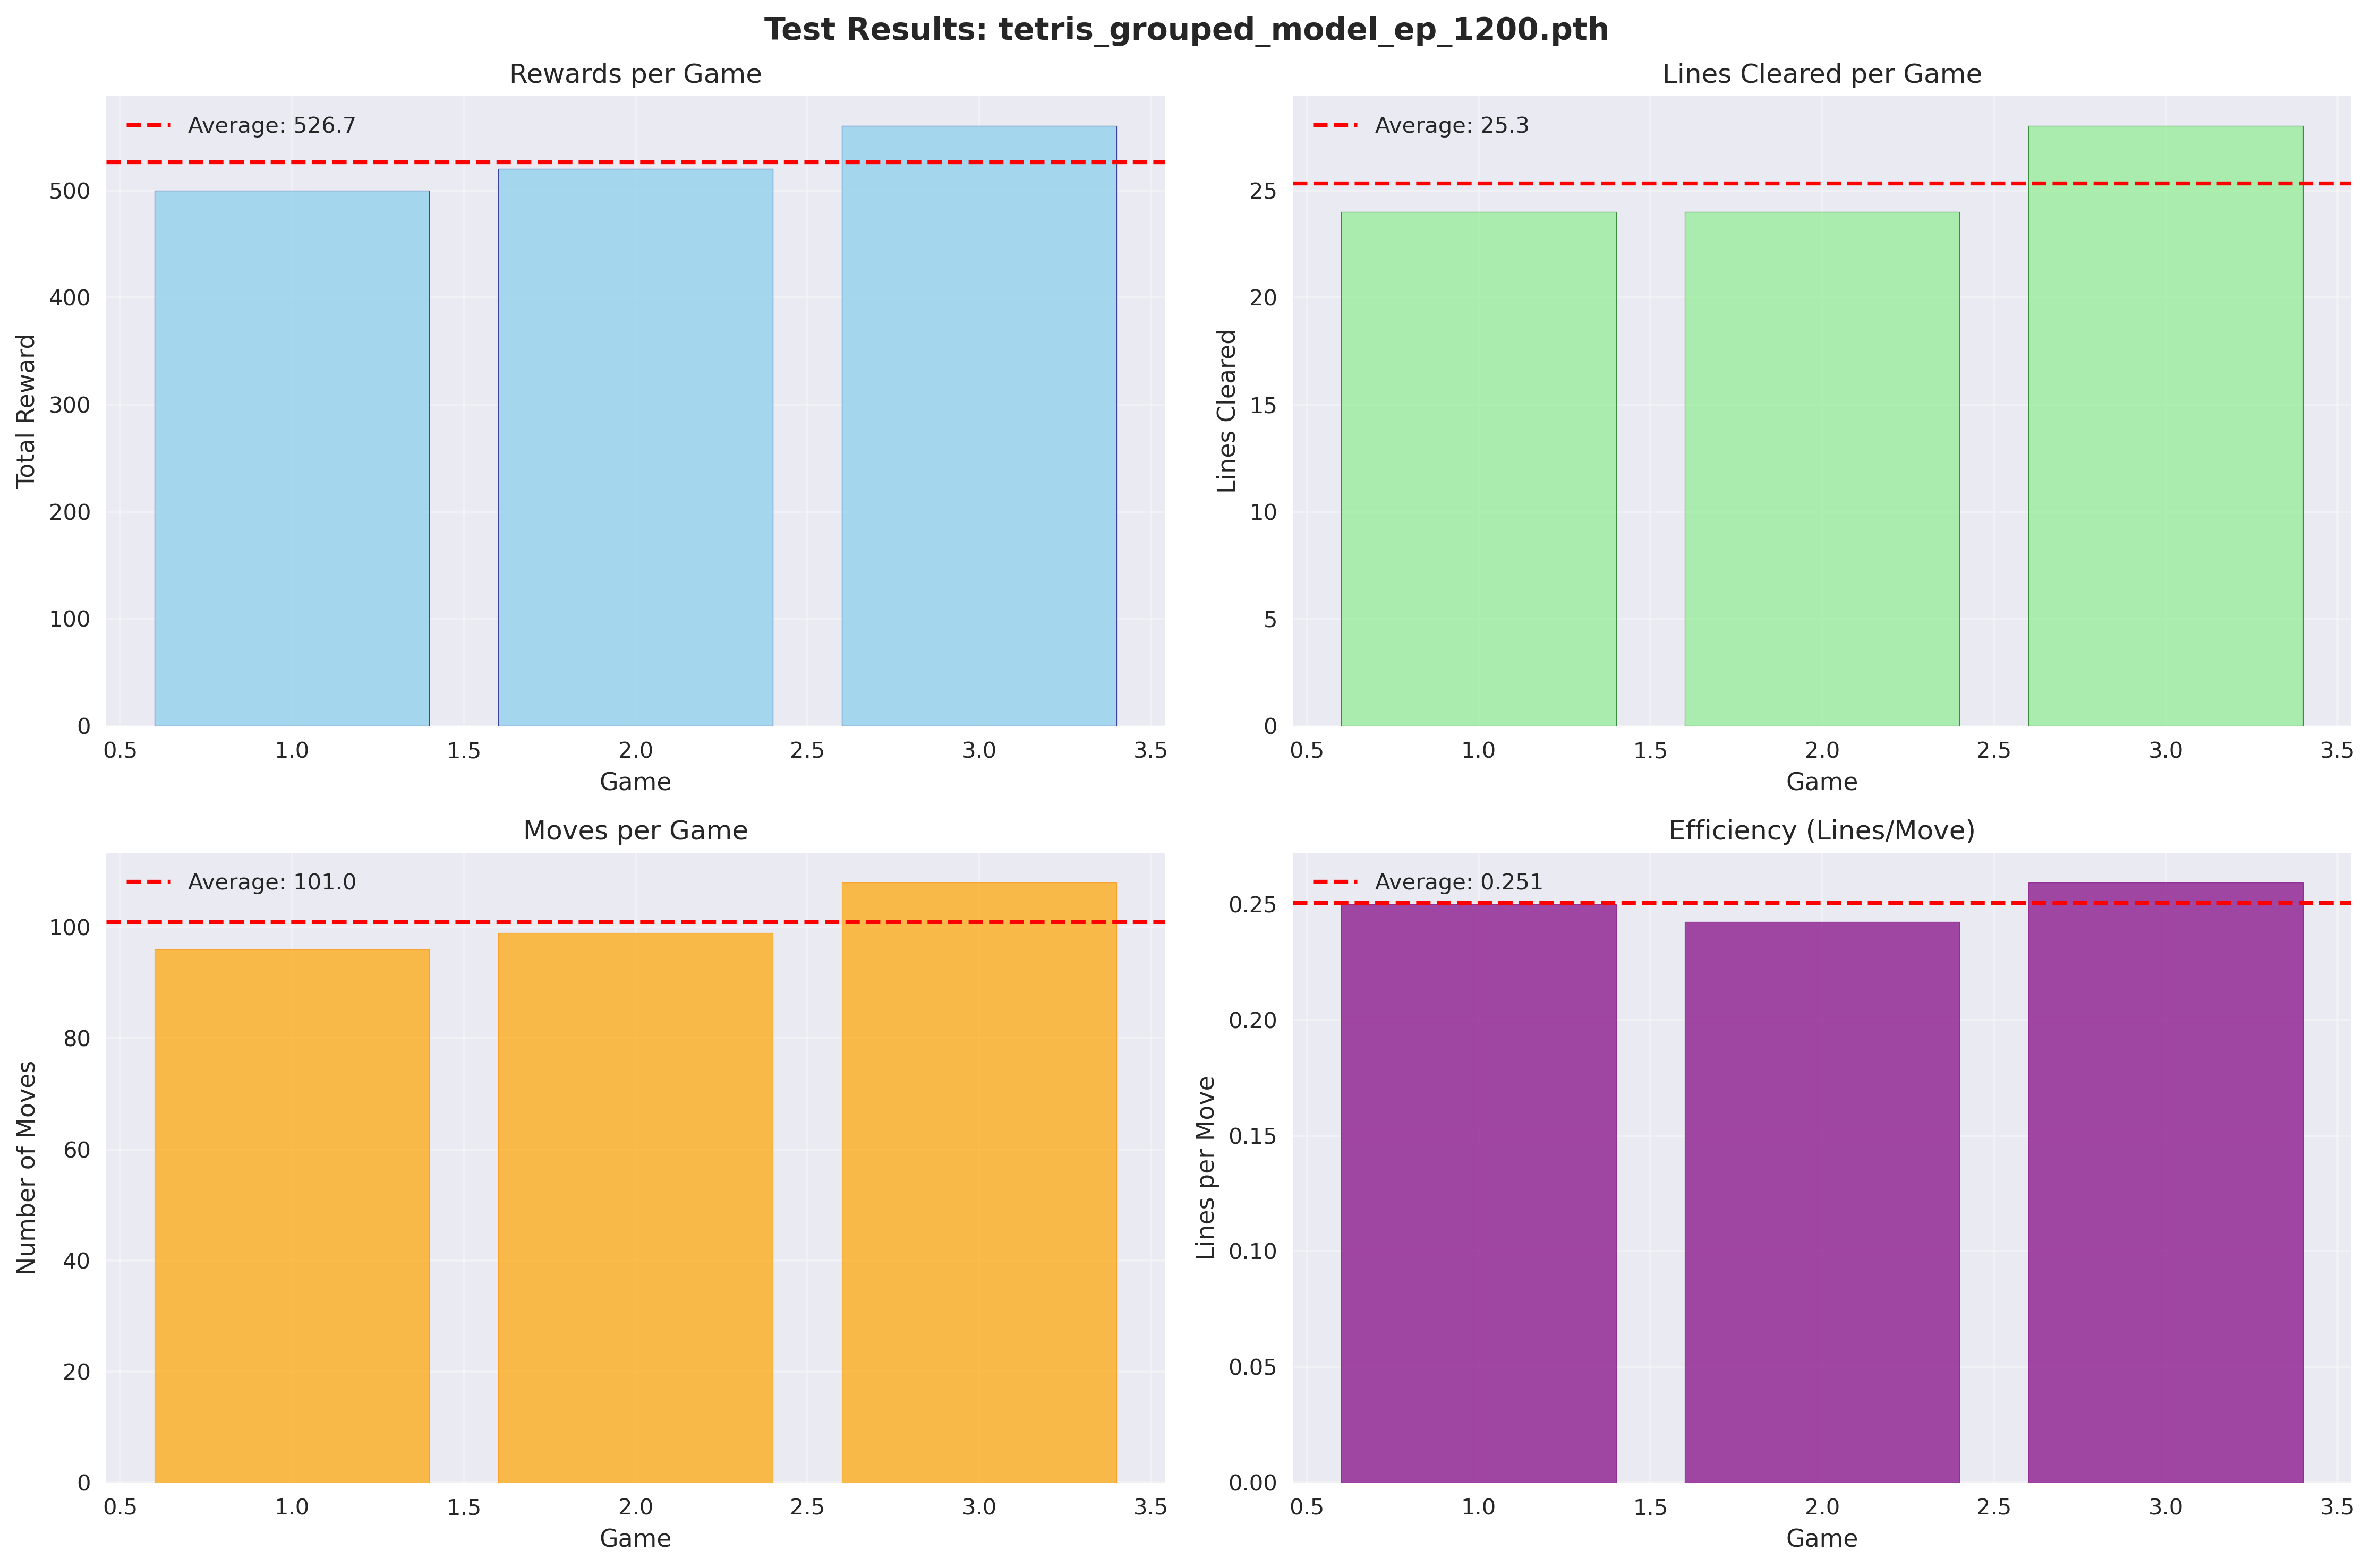 Test Results: tetris_grouped_model_ep_1200.pth
Rewards per Game
Average: 526.7
Total Reward
500
400
300
200
100
0
0.5 1.0 1.5 2.0 2.5 3.0 3.5
Game
Lines Cleared per Game
Average: 25.3
Lines Cleared
25
20
15
10
5
0
0.5 1.0 1.5 2.0 2.5 3.0 3.5
Game
Moves per Game
Average: 101.0
Number of Moves
100
80
60
40
20
0
0.5 1.0 1.5 2.0 2.5 3.0 3.5
Game
Efficiency (Lines/Move)
Average: 0.251
Lines per Move
0.25
0.20
0.15
0.10
0.05
0.00
0.5 1.0 1.5 2.0 2.5 3.0 3.5
Game